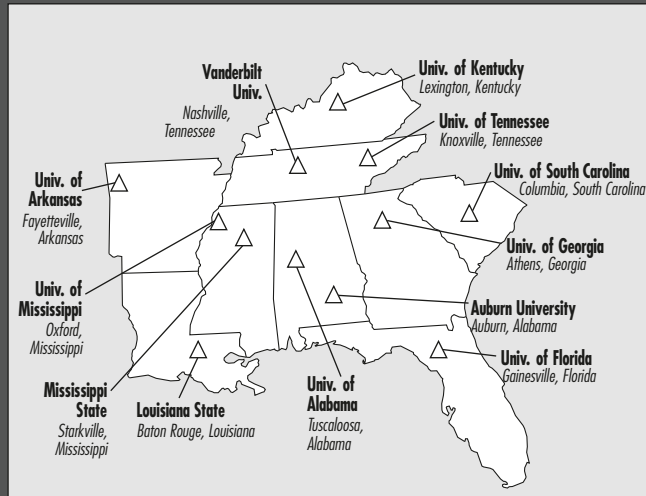 Vanderbilt
Univ.
Nashville,
Tennessee
Univ. of Kentucky
Lexington, Kentucky
Univ. of Tennessee
Knoxville, Tennessee
Univ. of South Carolina
Columbia, South Carolina
Univ. of
Arkansas
Fayetteville,
Arkansas
Univ. of Georgia
Athens, Georgia
Univ. of
Mississippi
Oxford,
Mississippi
Auburn University
Auburn, Alabama
Univ. of Florida
Gainesville, Florida
Mississippi
State
Starkville,
Mississippi
Louisiana State
Baton Rouge, Louisiana
Univ. of
Alabama
Tuscaloosa,
Alabama